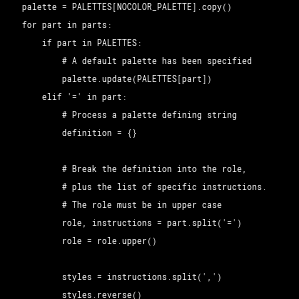 palette = PALETTES[NOCOLOR_PALETTE].copy()
for part in parts:
if part in PALETTES:
# A default palette has been specified
palette.update(PALETTES[part])
elif '=' in part:
# Process a palette defining string
definition = {}
# Break the definition into the role,
# plus the list of specific instructions.
# The role must be in upper case
role, instructions = part.split('=')
role = role.upper()
styles = instructions.split(',')
styles.reverse()